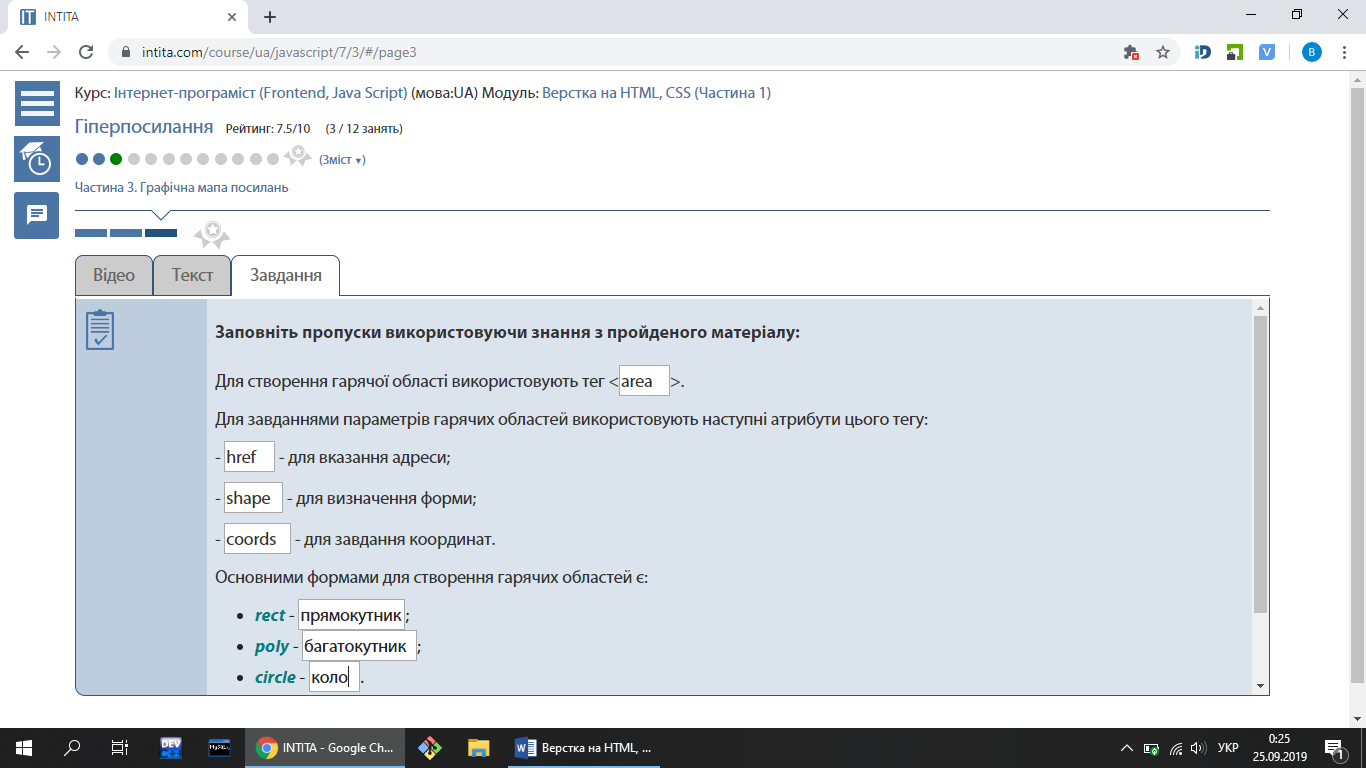 INTITA
intita.com/course/ua/javascript/7/3/#/page3
B
Курс: Інтернет-програміст (Frontend, Java Script) (мова:UA) Модуль: Верстка на HTML, CSS (Частина 1)
Гіперпосилання Рейтинг: 7.5/10 (3 / 12 занять)
(Зміст ▾)
Частина 3. Графічна мапа посилань
Відео Текст Завдання
Заповніть пропуски використовуючи знання з пройденого матеріалу:
Для створення гарячої області використовують тег <area>.
Для завданнями параметрів гарячих областей використовують наступні атрибути цього тегу:
- href - для вказання адреси;
- shape - для визначення форми;
- coords - для завдання координат.
Основними формами для створення гарячих областей є:
• rect - прямокутник;
• poly - багатокутник;
• circle - коло.
DEV MySQL INTITA - Google Ch... Верстка на HTML, ... УКР 0:25
25.09.2019 1